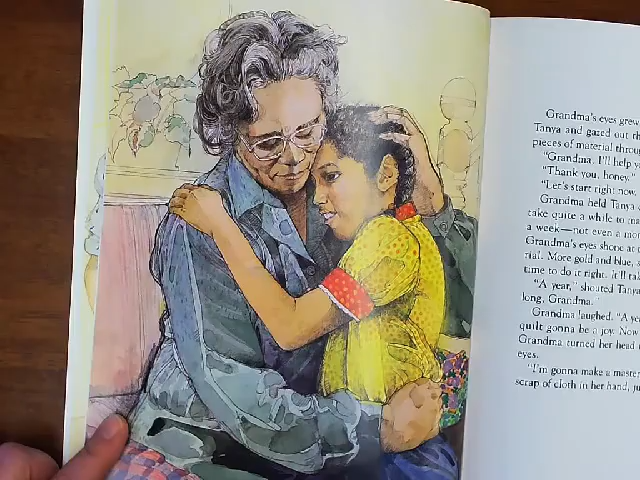 Grandma's eyes grew
Tanya and gazed out th
pieces of material throug
"Grandma, I'll help y
"Thank you, honey."
"Let's start right now,
Grandma held Tanya
take quite a while to ma
a week—not even a mon
Grandma's eyes shone at
rial. More gold and blue, s
time to do it right. It'll tak
"A year," shouted Tanya
long, Grandma."
Grandma laughed. "A yea
quilt gonna be a joy. Now
Grandma turned her head
eyes.
"I'm gonna make a master
scrap of cloth in her hand, ju